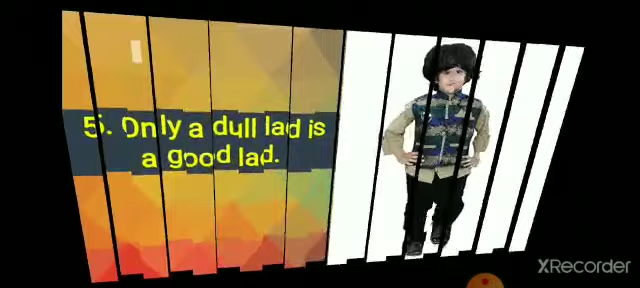 5. Only a dull lad is
a good lad.
XRecorder